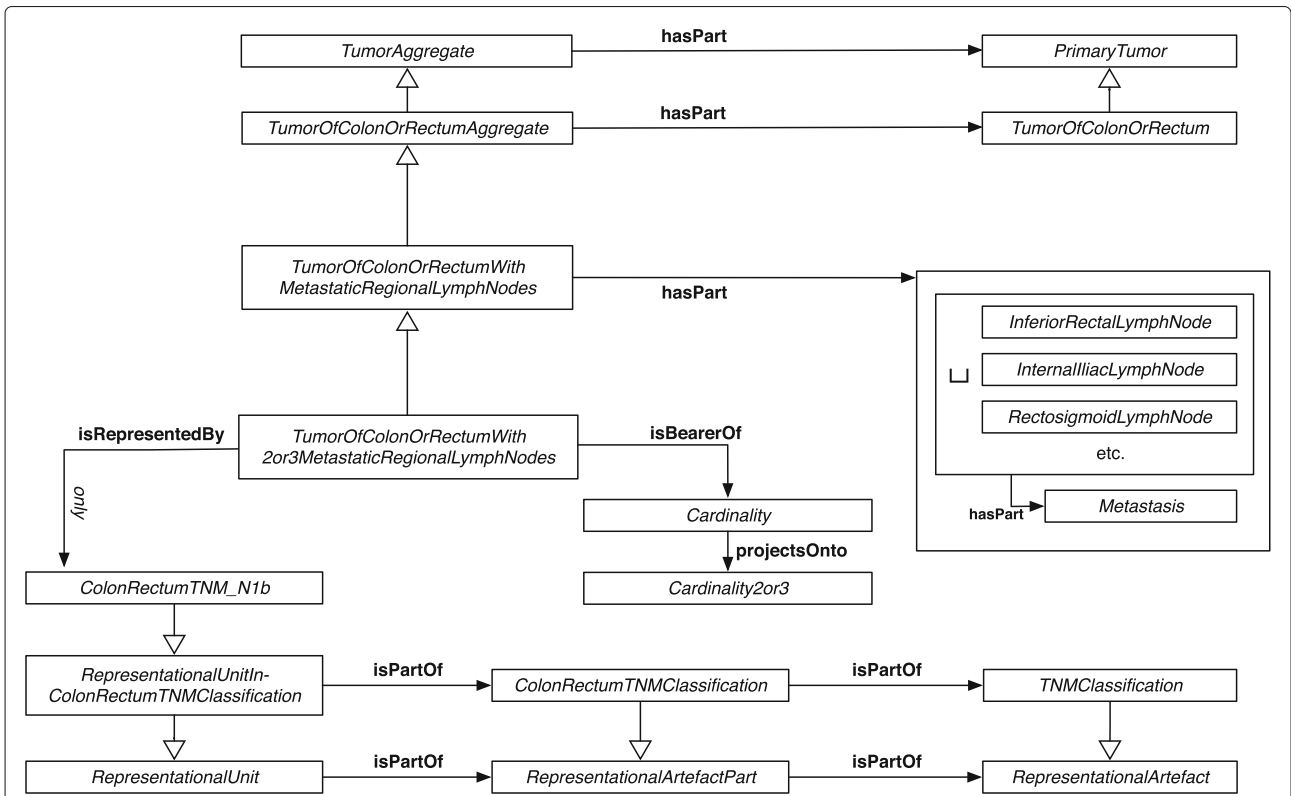 TumorAggregate
hasPart
PrimaryTumor
TumorOfColonOrRectumAggregate
hasPart
TumorOfColonOrRectum
TumorOfColonOrRectumWith
MetastaticRegionalLymphNodes
hasPart
InferiorRectalLymphNode
InternalIliacLymphNode
RectosigmoidLymphNode
etc.
hasPart
Metastasis
isRepresentedBy
only
TumorOfColonOrRectumWith
2or3MetastaticRegionalLymphNodes
isBearerOf
Cardinality
projectsOnto
Cardinality2or3
ColonRectumTNM_N1b
RepresentationalUnitIn-
ColonRectumTNMClassification
isPartOf
ColonRectumTNMClassification
isPartOf
TNMClassification
RepresentationalUnit
isPartOf
RepresentationalArtefactPart
isPartOf
RepresentationalArtefact